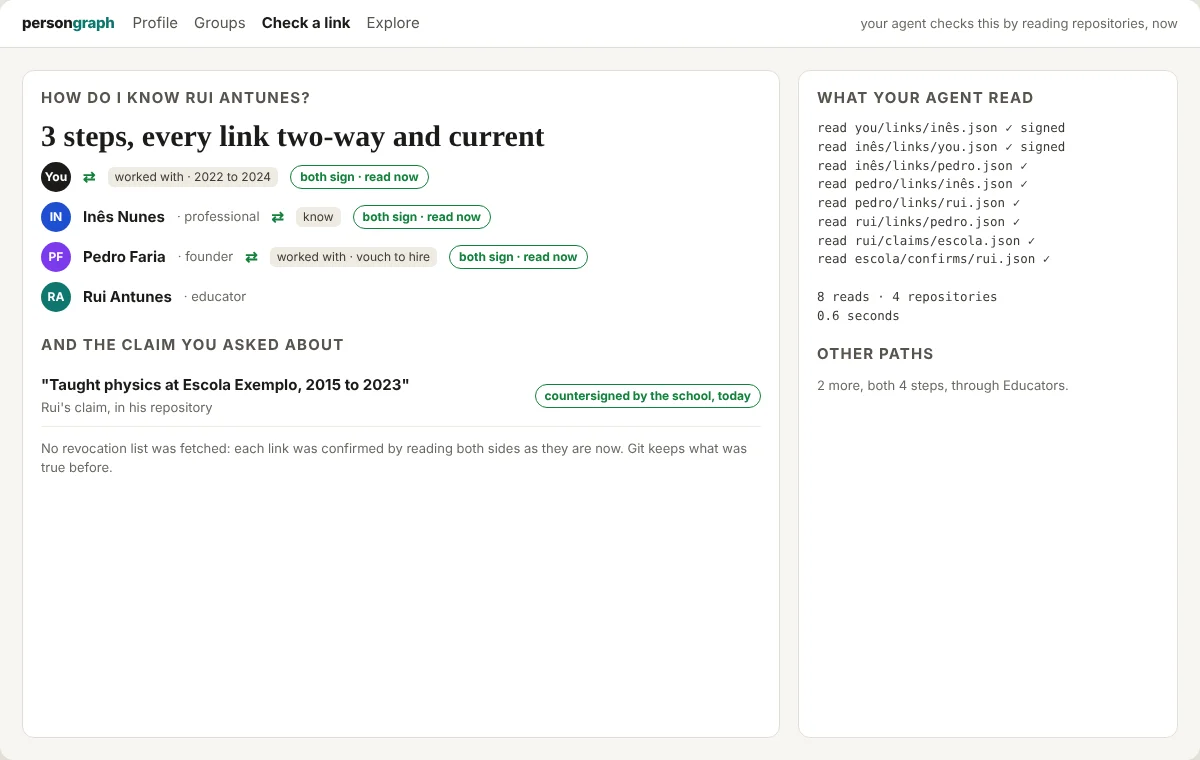 persongraph Profile Groups Check a link Explore your agent checks this by reading repositories, now
HOW DO I KNOW RUI ANTUNES?
3 steps, every link two-way and current
You ⇄ worked with · 2022 to 2024 both sign · read now
IN Inês Nunes · professional ⇄ know both sign · read now
PF Pedro Faria · founder ⇄ worked with · vouch to hire both sign · read now
RA Rui Antunes · educator
AND THE CLAIM YOU ASKED ABOUT
"Taught physics at Escola Exemplo, 2015 to 2023"
Rui's claim, in his repository
countersigned by the school, today
No revocation list was fetched: each link was confirmed by reading both sides as they are now. Git keeps what was
true before.
WHAT YOUR AGENT READ
read you/links/inês.json ✓ signed
read inês/links/you.json ✓ signed
read inês/links/pedro.json ✓
read pedro/links/inês.json ✓
read pedro/links/rui.json ✓
read rui/links/pedro.json ✓
read rui/claims/escola.json ✓
read escola/confirms/rui.json ✓
8 reads · 4 repositories
0.6 seconds
OTHER PATHS
2 more, both 4 steps, through Educators.